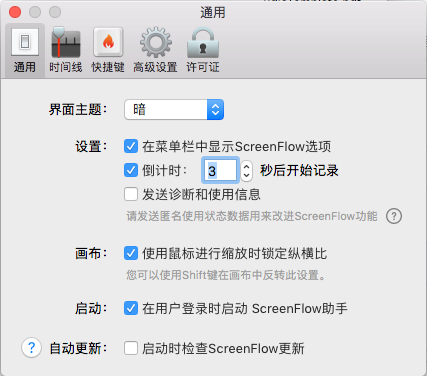 通用
通用 时间线 快捷键 高级设置 许可证
界面主题： 暗
设置： 在菜单栏中显示ScreenFlow选项
倒计时： 3 秒后开始记录
发送诊断和使用信息
请发送匿名使用状态数据用来改进ScreenFlow功能 ?
画布： 使用鼠标进行缩放时锁定纵横比
您可以使用Shift键在画布中反转此设置。
启动： 在用户登录时启动 ScreenFlow助手
? 自动更新： 启动时检查ScreenFlow更新